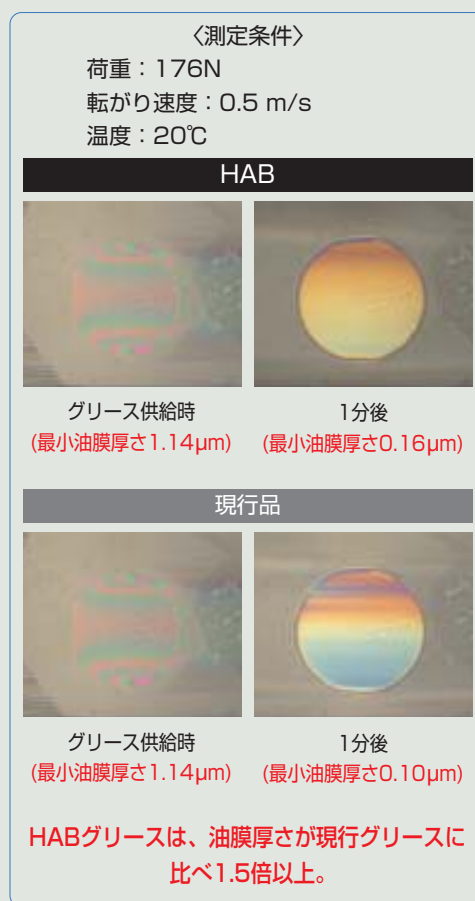 〈測定条件〉
荷重：176N
転がり速度：0.5 m/s
温度：20℃
HAB
グリース供給時
(最小油膜厚さ1.14μm)
1分後
(最小油膜厚さ0.16μm)
現行品
グリース供給時
(最小油膜厚さ1.14μm)
1分後
(最小油膜厚さ0.10μm)
HABグリースは、油膜厚さが現行グリースに
比べ1.5倍以上。